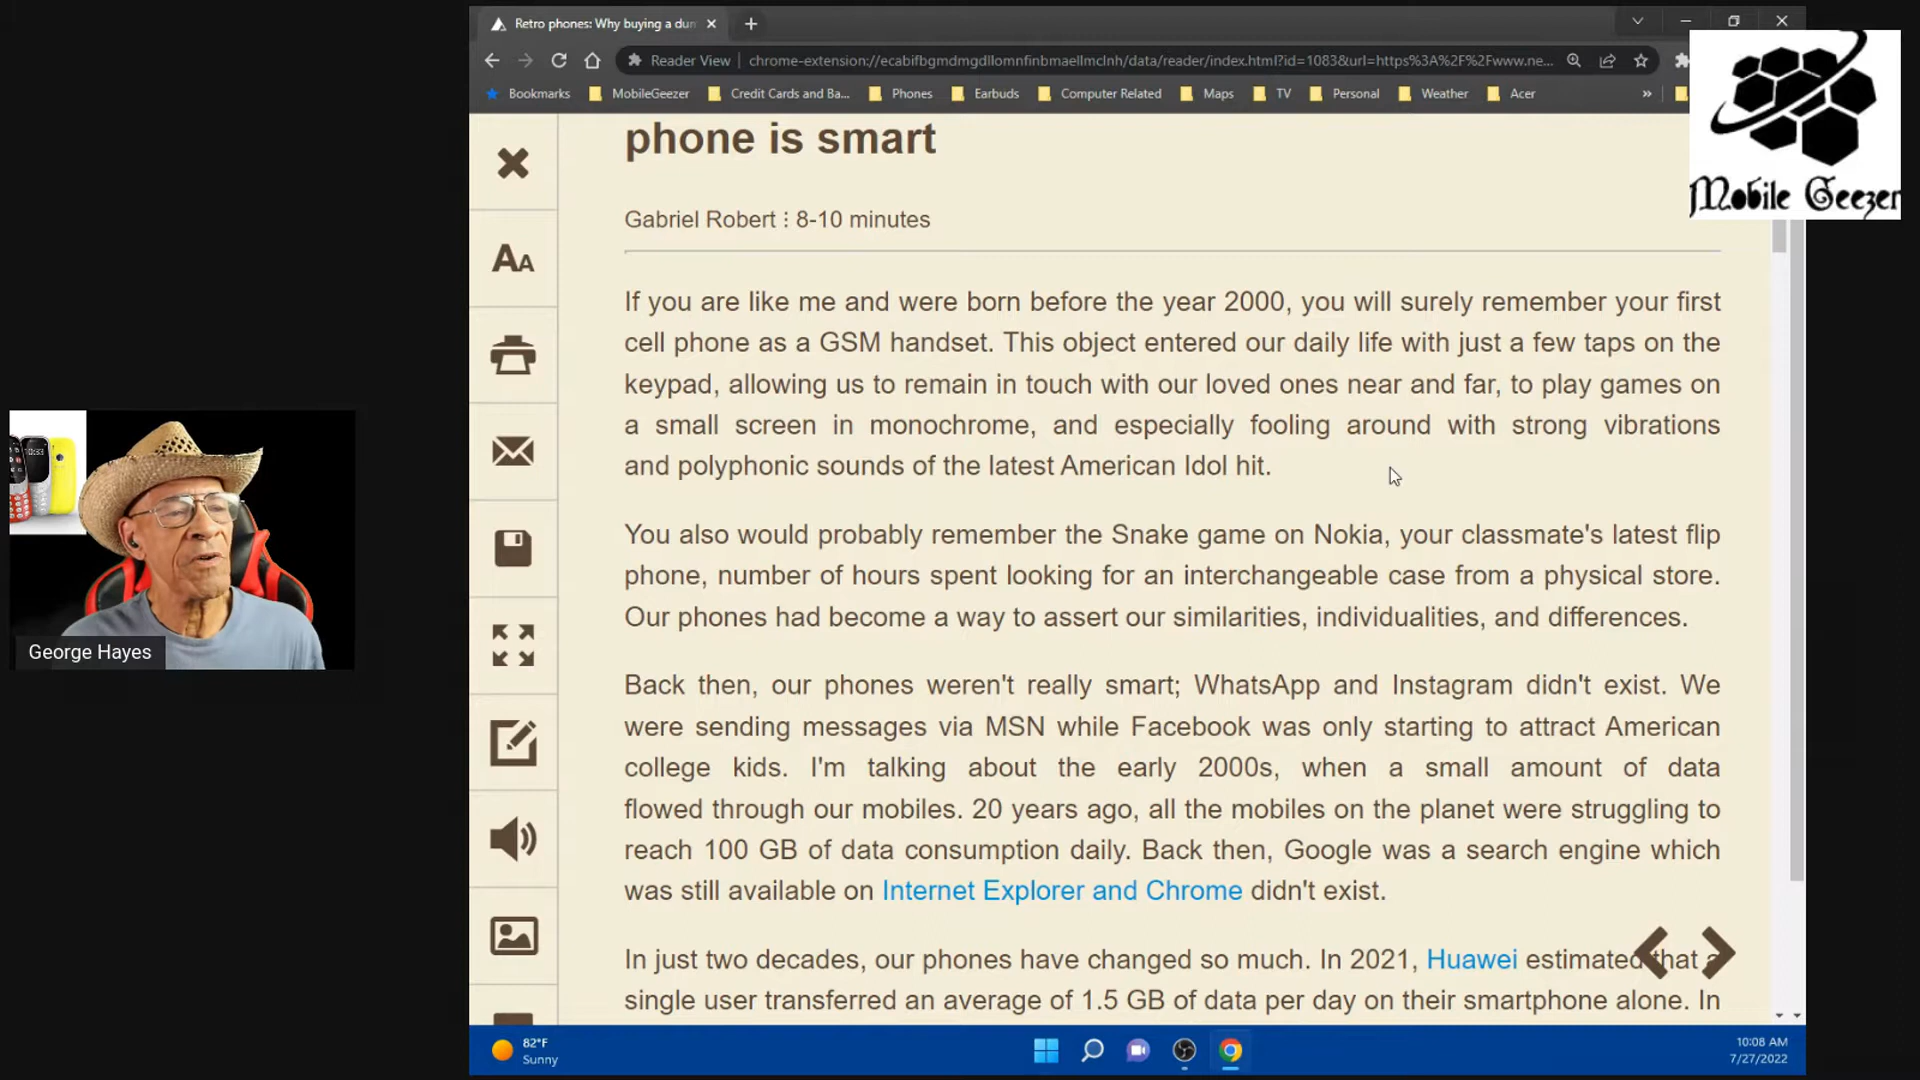 Retro phones: Why buying a dum
Reader View
chrome-extension://ecabifbgmdmgdllomnfinbmaellmclnh/data/reader/index.html?id=1083&url=https%3A%2F%2Fwww.ne...
Bookmarks
MobileGeezer
Credit Cards and Ba...
Phones
Earbuds
Computer Related
Maps
TV
Personal
Weather
Acer
»
Mobile Geezer
phone is smart
Gabriel Robert ⁝ 8-10 minutes
AA
If you are like me and were born before the year 2000, you will surely remember your first
cell phone as a GSM handset. This object entered our daily life with just a few taps on the
keypad, allowing us to remain in touch with our loved ones near and far, to play games on
a small screen in monochrome, and especially fooling around with strong vibrations
and polyphonic sounds of the latest American Idol hit.
You also would probably remember the Snake game on Nokia, your classmate's latest flip
phone, number of hours spent looking for an interchangeable case from a physical store.
Our phones had become a way to assert our similarities, individualities, and differences.
Back then, our phones weren't really smart; WhatsApp and Instagram didn't exist. We
were sending messages via MSN while Facebook was only starting to attract American
college kids. I'm talking about the early 2000s, when a small amount of data
flowed through our mobiles. 20 years ago, all the mobiles on the planet were struggling to
reach 100 GB of data consumption daily. Back then, Google was a search engine which
was still available on Internet Explorer and Chrome didn't exist.
In just two decades, our phones have changed so much. In 2021, Huawei estimated that a
single user transferred an average of 1.5 GB of data per day on their smartphone alone. In
George Hayes
82°F
Sunny
10:08 AM
7/27/2022